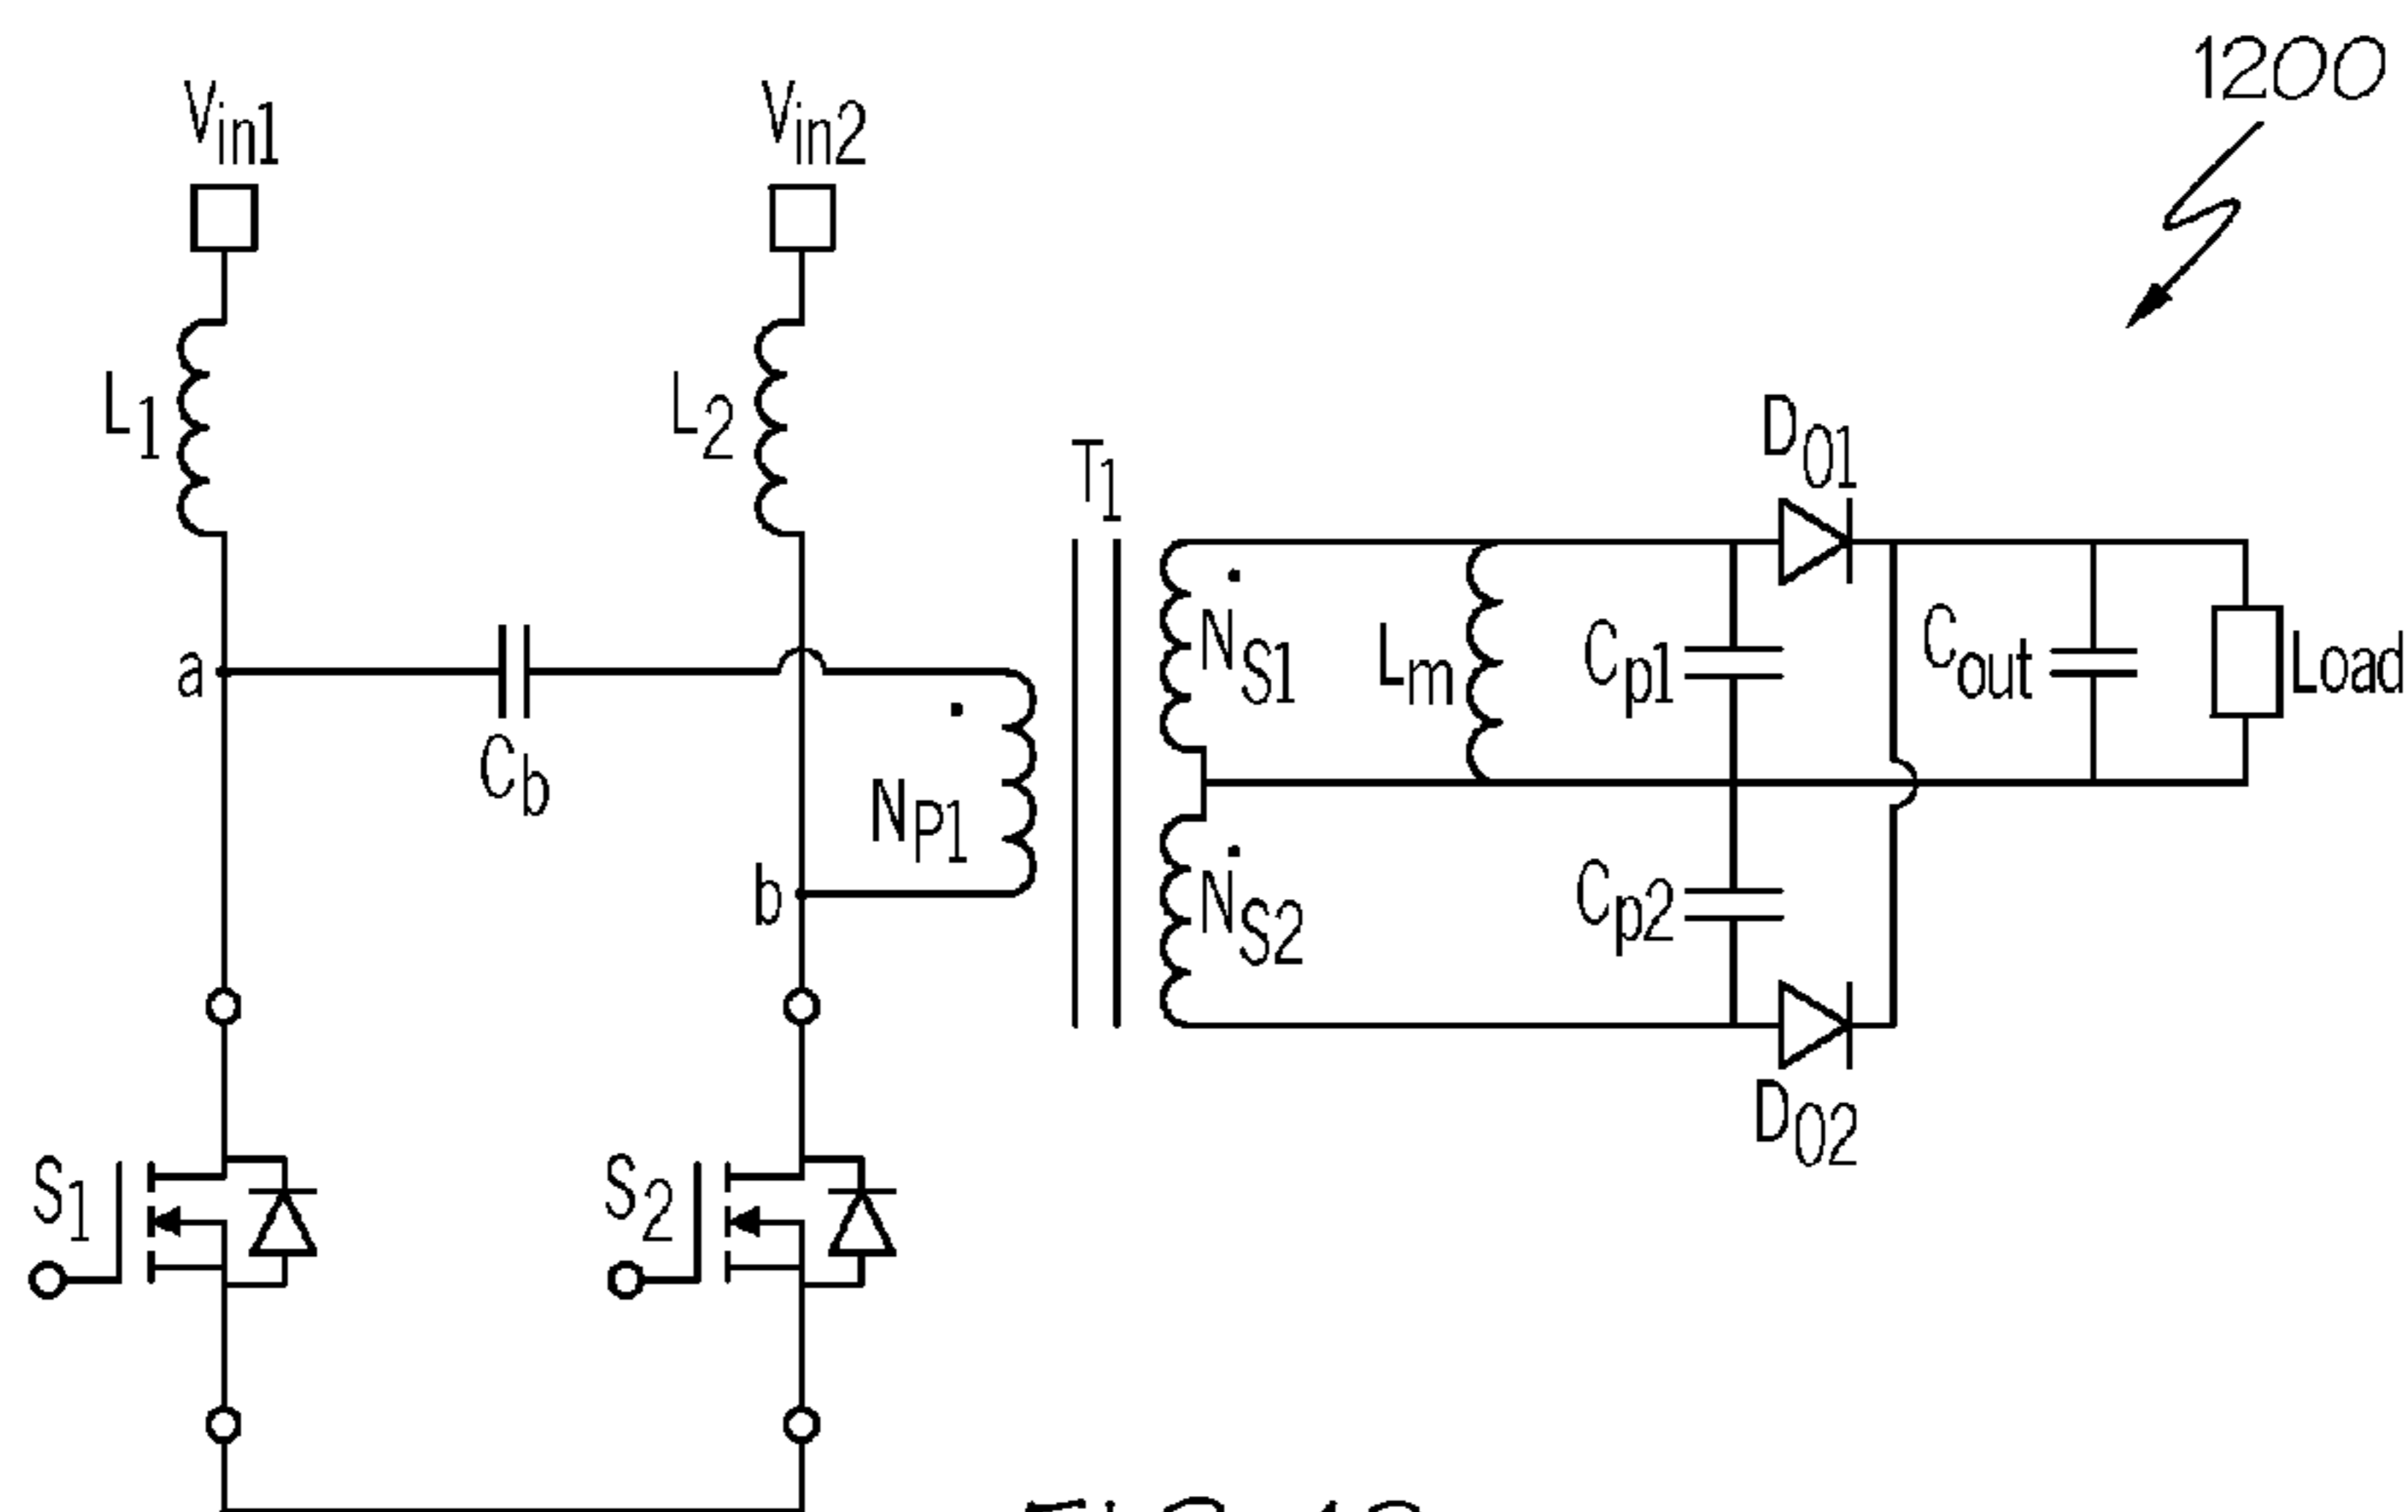 1200
Vin1
Vin2
L1
L2
T1
DO1
a
Cb
NP1
NS1
Lm
Cp1
Cout
Load
b
NS2
Cp2
DO2
S1
S2